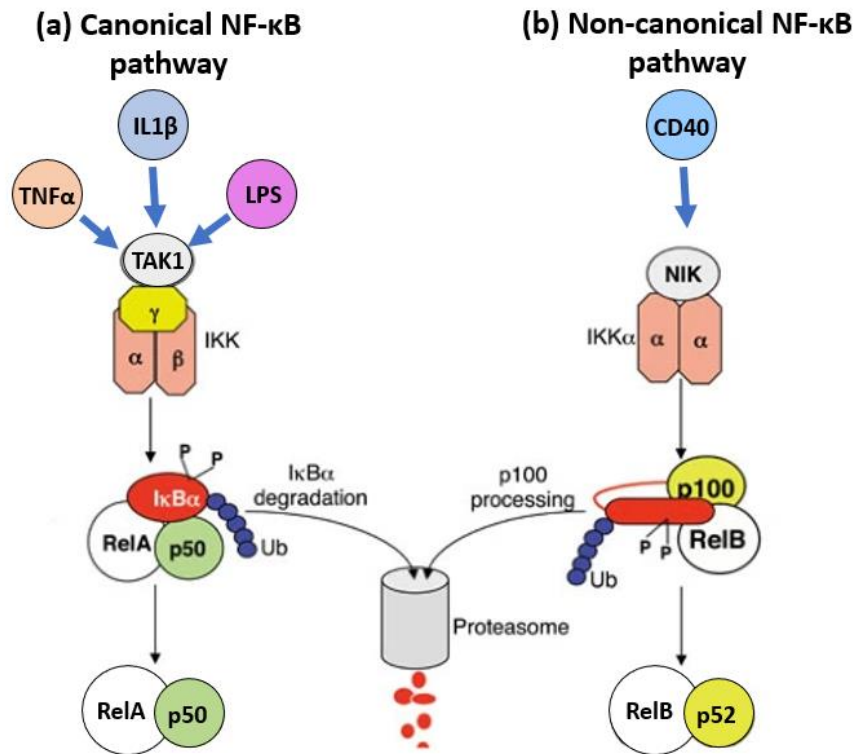 (a) Canonical NF-κB
pathway
(b) Non-canonical NF-κB
pathway
IL1β
TNFα
LPS
TAK1
γ
α
β
IKK
P
P
IκBα
RelA
p50
Ub
IκBα
degradation
RelA
p50
CD40
NIK
IKKα
α
α
p100
processing
p100
RelB
P
P
Ub
Proteasome
RelB
p52